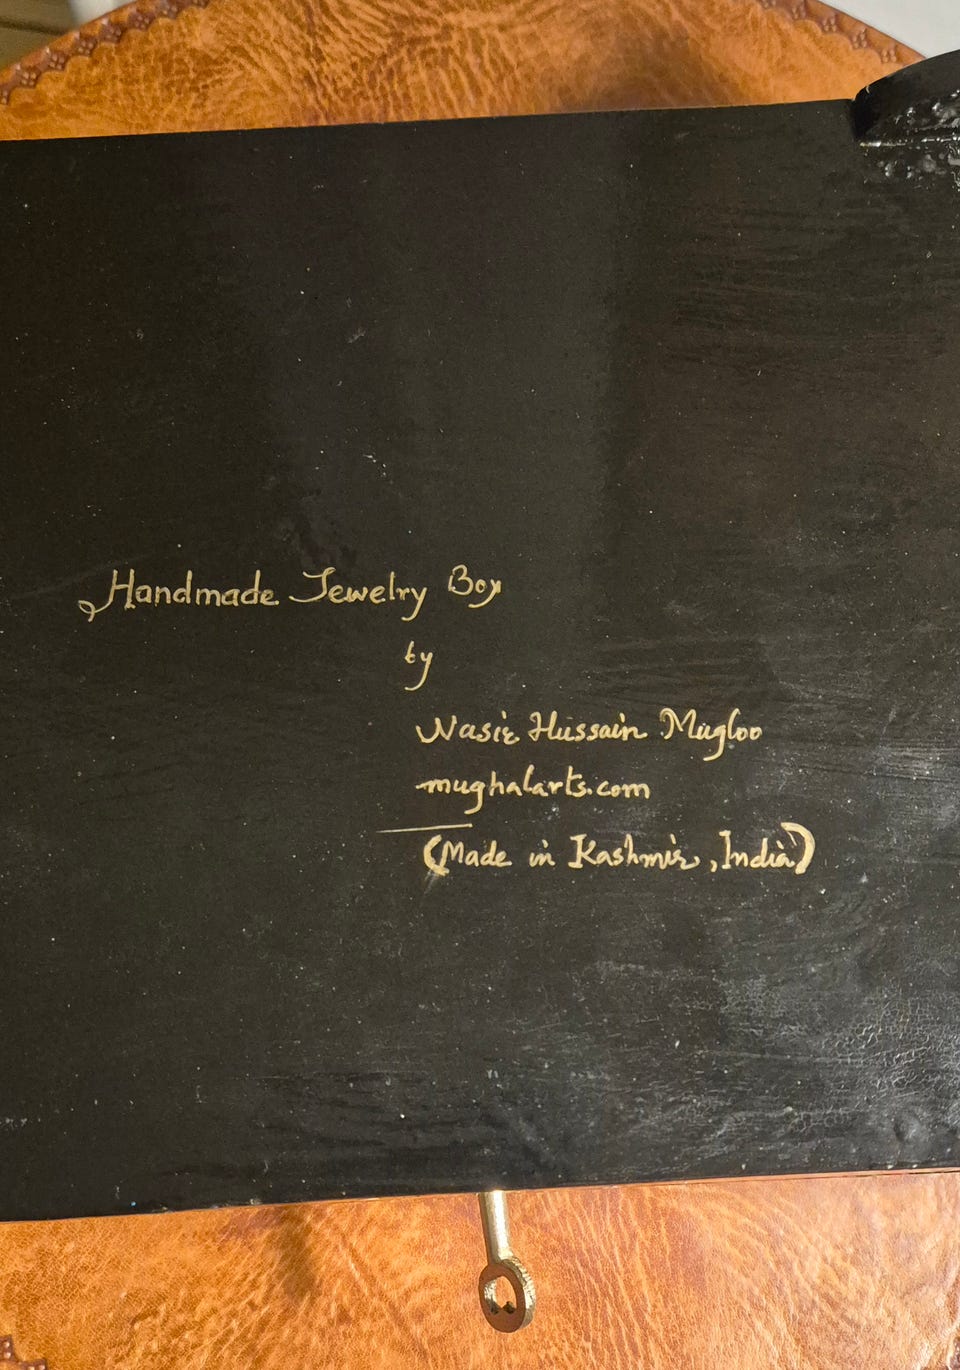 Handmade Jewelry Box
by
Nasir Hussain Mugloo
mughalarts.com
(Made in Kashmir, India)